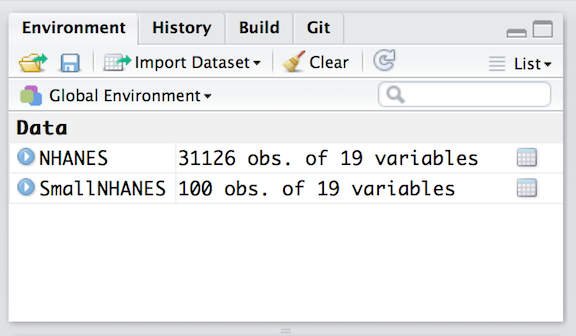 Environment History Build Git
Import Dataset Clear List
Global Environment
Data
NHANES 31126 obs. of 19 variables
SmallNHANES 100 obs. of 19 variables